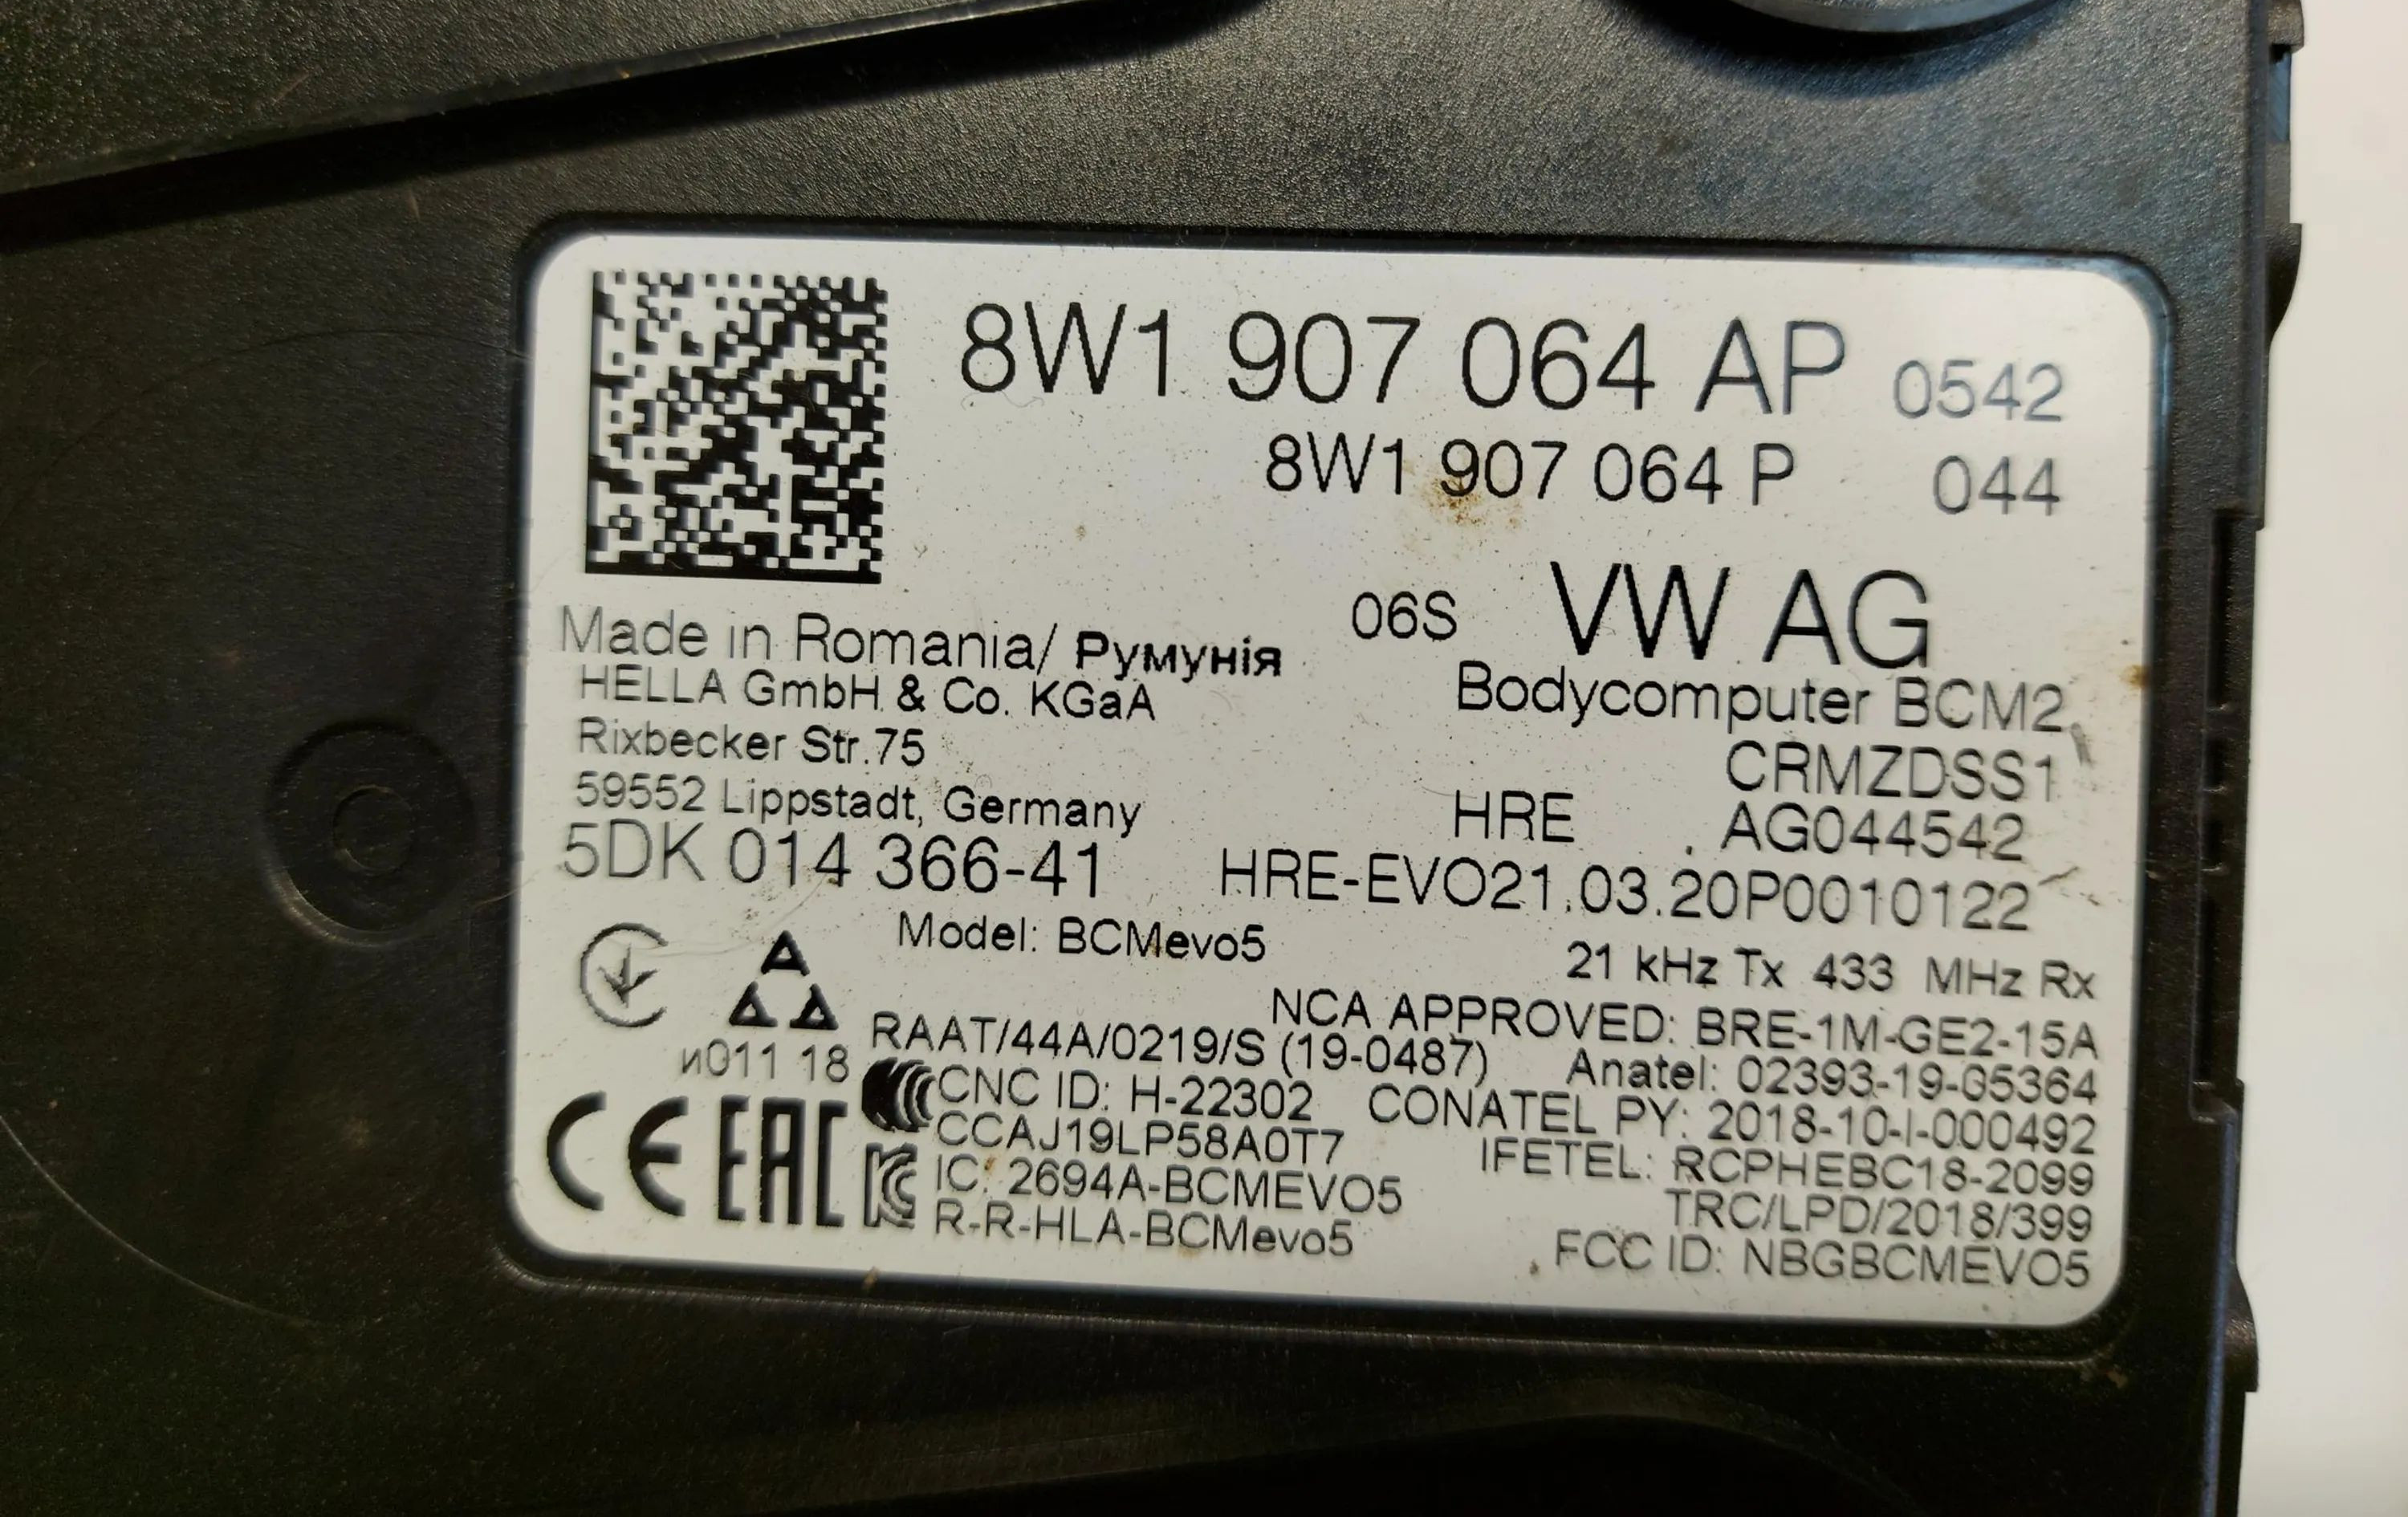 8W1 907 064 AP 0542
8W1 907 064 P 044
06S VW AG
Made in Romania/ Румунія
HELLA GmbH & Co. KGaA
Bodycomputer BCM2
Rixbecker Str.75
CRMZDSS1
59552 Lippstadt, Germany
HRE AG044542
5DK 014 366-41
HRE-EVO21.03.20P0010122
Model: BCMevo5
21 kHz Tx 433 MHz Rx
NCA APPROVED: BRE-1M-GE2-15A
RAAT/44A/0219/S (19-0487)
Anatel: 02393-19-05364
и011 18
CNC ID: H-22302
CONATEL PY: 2018-10-I-000492
CCAJ19LP58A0T7
IFETEL: RCPHEBC18-2099
CE EAC
IC: 2694A-BCMEVO5
TRC/LPD/2018/399
R-R-HLA-BCMevo5
FCC ID: NBGBCMEVO5